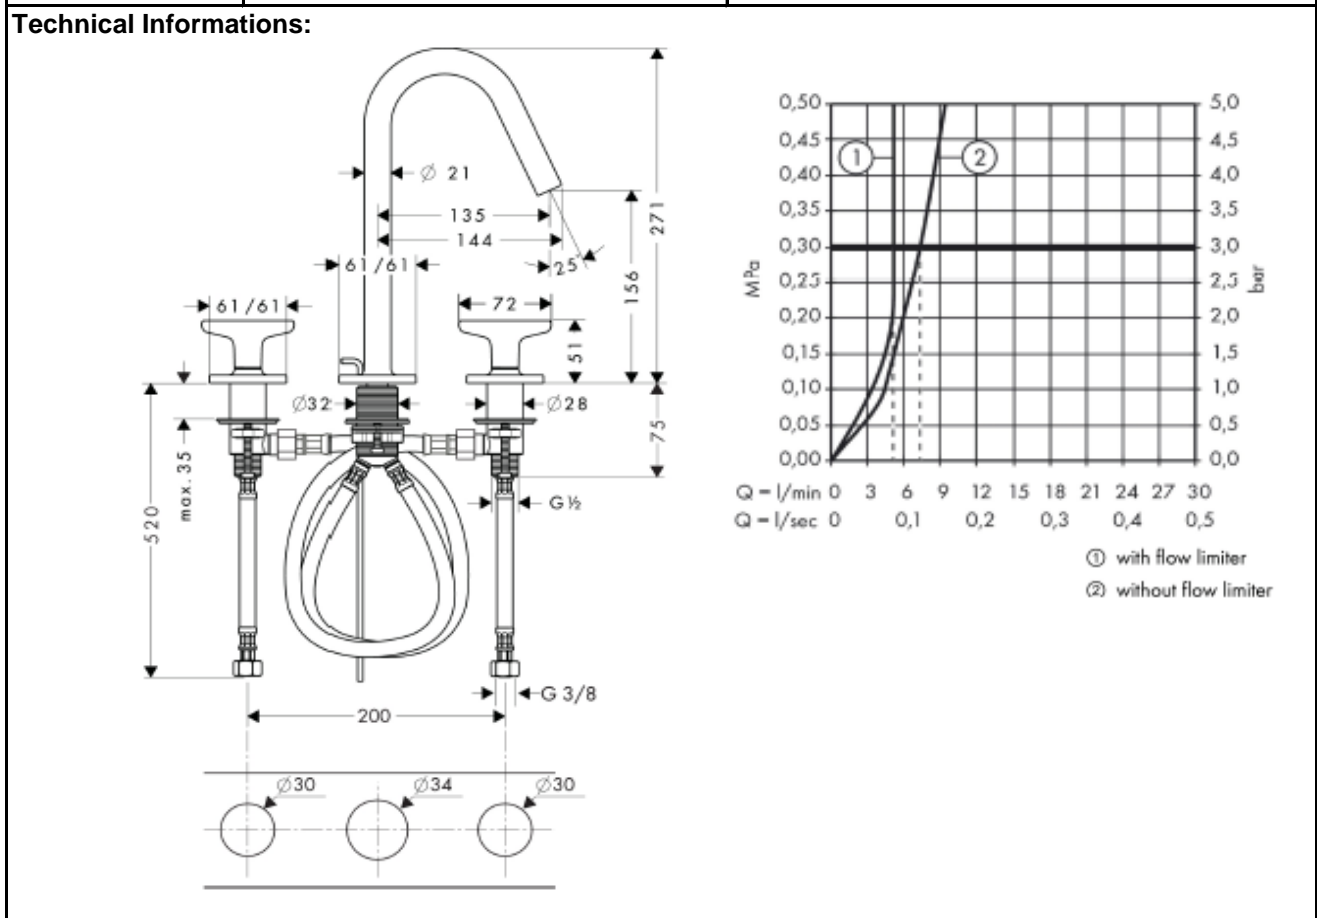 Technical Informations:
Ø 21
135
144
25°
61/61
61/61
72
51
156
271
Ø32
Ø28
75
max. 35
520
G ½
G 3/8
200
Ø30
Ø34
Ø30
0,50
0,45
0,40
0,35
0,30
0,25
0,20
0,15
0,10
0,05
0,00
MPa
1
2
5,0
4,5
4,0
3,5
3,0
2,5
2,0
1,5
1,0
0,5
0,0
bar
Q = l/min 0 3 6 9 12 15 18 21 24 27 30
Q = l/sec 0 0,1 0,2 0,3 0,4 0,5
① with flow limiter
② without flow limiter